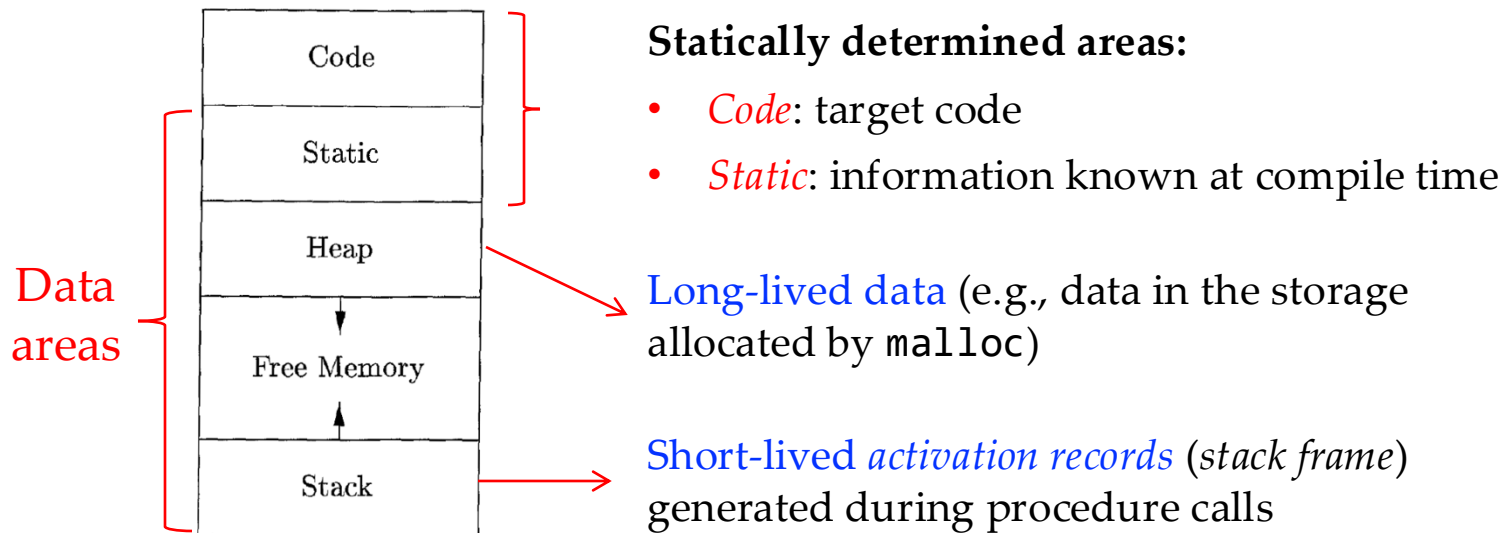 Code
Static
Heap
Free Memory
Stack
Data
areas
Statically determined areas:
• Code: target code
• Static: information known at compile time
Long-lived data (e.g., data in the storage
allocated by malloc)
Short-lived activation records (stack frame)
generated during procedure calls